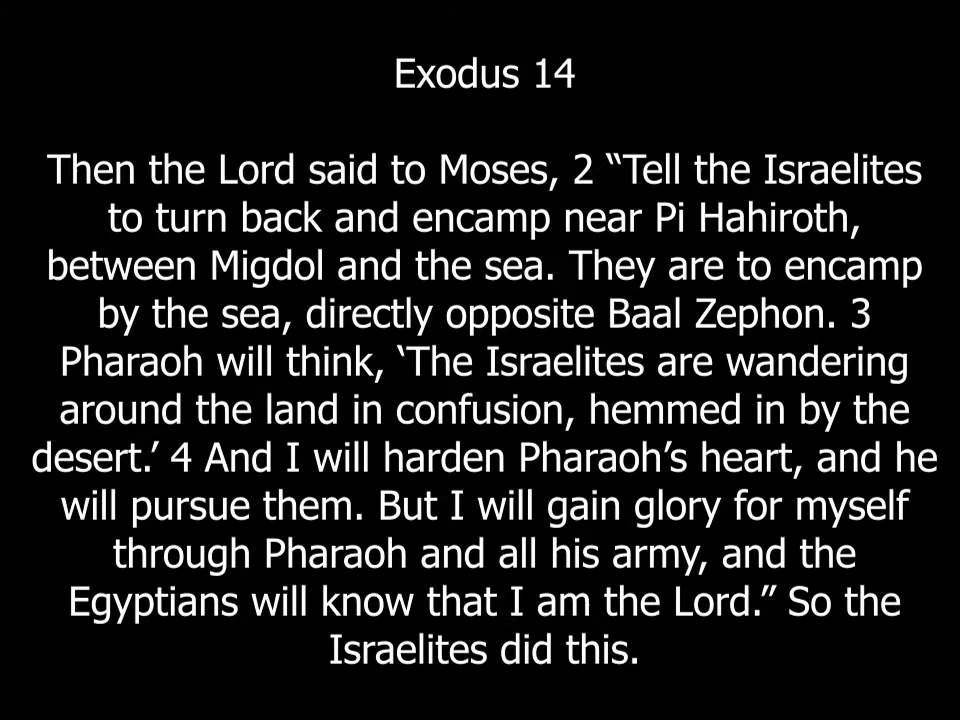 Exodus 14
Then the Lord said to Moses, 2 “Tell the Israelites
to turn back and encamp near Pi Hahiroth,
between Migdol and the sea. They are to encamp
by the sea, directly opposite Baal Zephon. 3
Pharaoh will think, ‘The Israelites are wandering
around the land in confusion, hemmed in by the
desert.’ 4 And I will harden Pharaoh’s heart, and he
will pursue them. But I will gain glory for myself
through Pharaoh and all his army, and the
Egyptians will know that I am the Lord.” So the
Israelites did this.